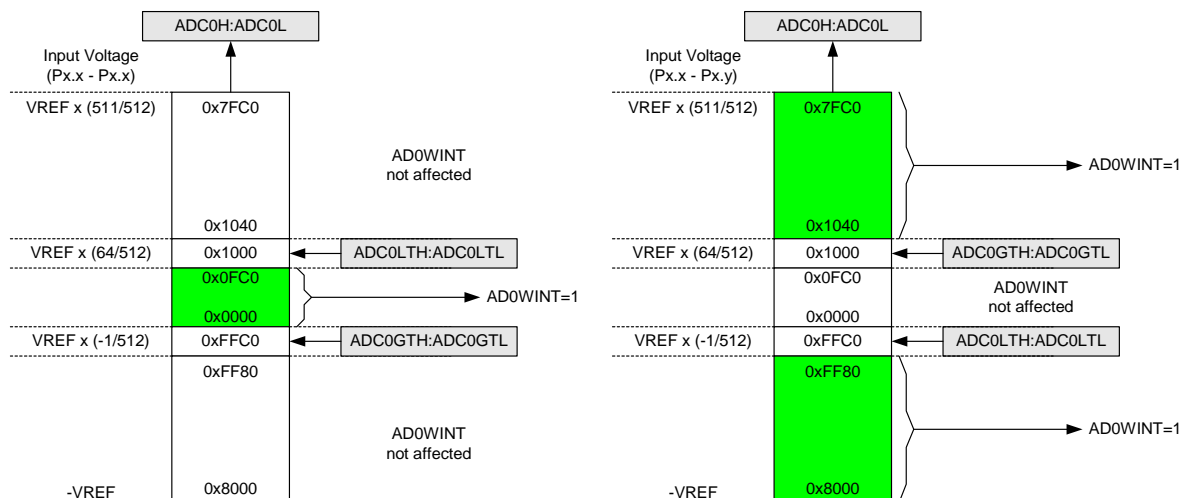 ADC0H:ADC0L
Input Voltage
(Px.x - Px.x)
VREF x (511/512)
0x7FC0
AD0WINT
not affected
0x1040
VREF x (64/512)
0x1000
ADC0LTH:ADC0LTL
0x0FC0
AD0WINT=1
0x0000
VREF x (-1/512)
0xFFC0
ADC0GTH:ADC0GTL
0xFF80
AD0WINT
not affected
-VREF
0x8000
ADC0H:ADC0L
Input Voltage
(Px.x - Px.y)
VREF x (511/512)
0x7FC0
AD0WINT=1
0x1040
VREF x (64/512)
0x1000
ADC0GTH:ADC0GTL
0x0FC0
AD0WINT
not affected
0x0000
VREF x (-1/512)
0xFFC0
ADC0LTH:ADC0LTL
0xFF80
AD0WINT=1
-VREF
0x8000